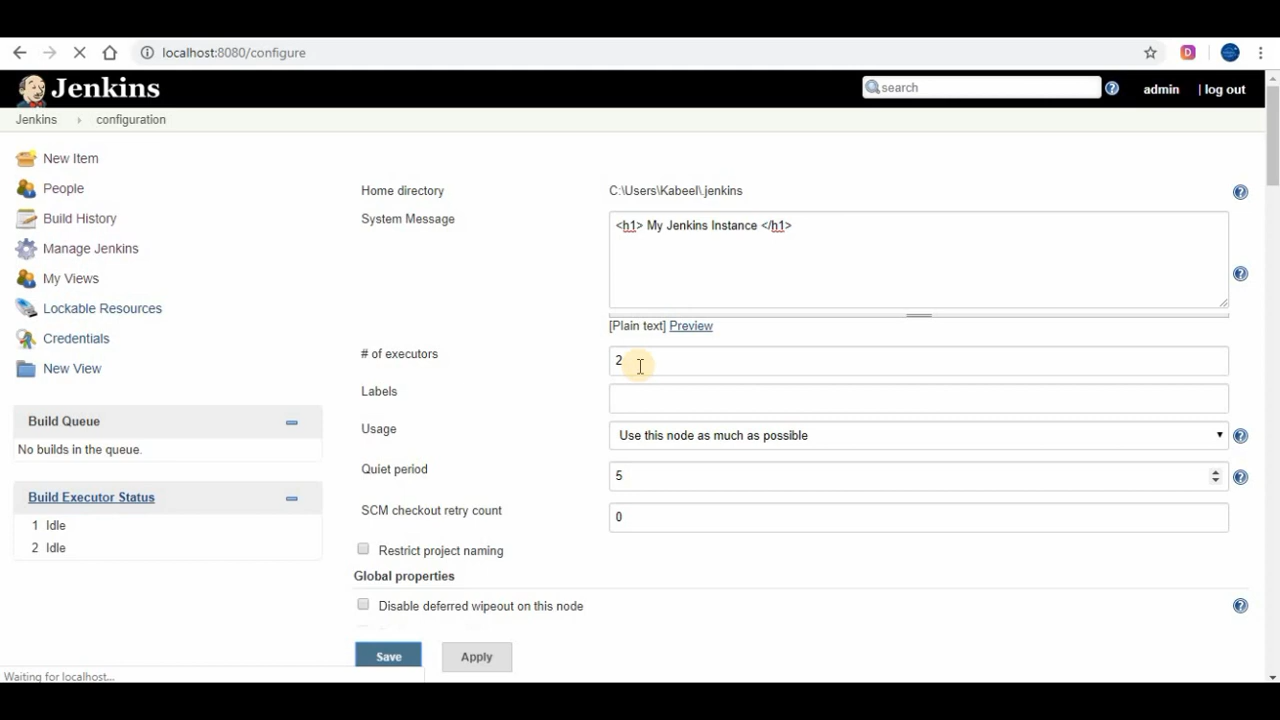 localhost:8080/configure
D
Jenkins
search
admin
| log out
Jenkins
configuration
New Item
People
Build History
Manage Jenkins
My Views
Lockable Resources
Credentials
New View
Build Queue
No builds in the queue.
Build Executor Status
1 Idle
2 Idle
Home directory
C:\Users\Kabeel\.jenkins
System Message
<h1> My Jenkins Instance </h1>
[Plain text] Preview
# of executors
2
Labels
Usage
Use this node as much as possible
Quiet period
5
SCM checkout retry count
0
Restrict project naming
Global properties
Disable deferred wipeout on this node
Save
Apply
Waiting for localhost...